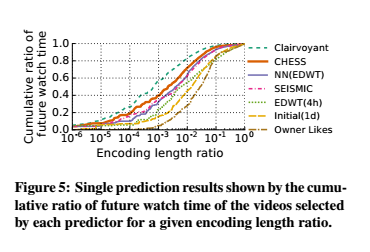 Cumulative ratio of
future watch time
1.0
0.8
0.6
0.4
0.2
0.0
10⁻⁶ 10⁻⁵ 10⁻⁴ 10⁻³ 10⁻² 10⁻¹ 10⁰
Encoding length ratio
Clairvoyant
CHESS
NN(EDWT)
SEISMIC
EDWT(4h)
Initial(1d)
Owner Likes
Figure 5: Single prediction results shown by the cumu-
lative ratio of future watch time of the videos selected
by each predictor for a given encoding length ratio.